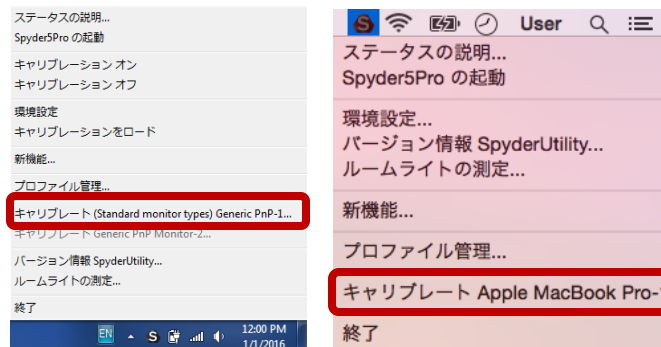 ステータスの説明...
Spyder5Pro の起動
キャリブレーション オン
キャリブレーション オフ
環境設定
キャリブレーションをロード
新機能...
プロファイル管理...
キャリブレート (Standard monitor types) Generic PnP-1...
キャリブレート Generic PnP Monitor-2...
バージョン情報 SpyderUtility...
ルームライトの測定...
終了
EN S 12:00 PM
1/1/2016
S User
ステータスの説明...
Spyder5Pro の起動
環境設定...
バージョン情報 SpyderUtility...
ルームライトの測定...
新機能...
プロファイル管理...
キャリブレート Apple MacBook Pro-
終了